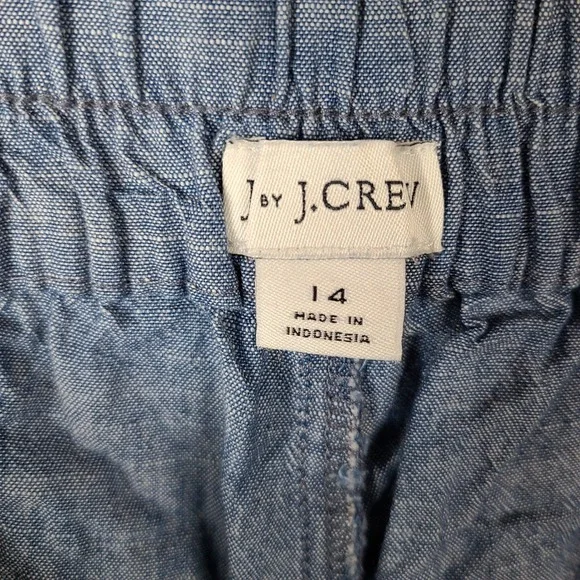 J BY J.CREW
14
MADE IN
INDONESIA